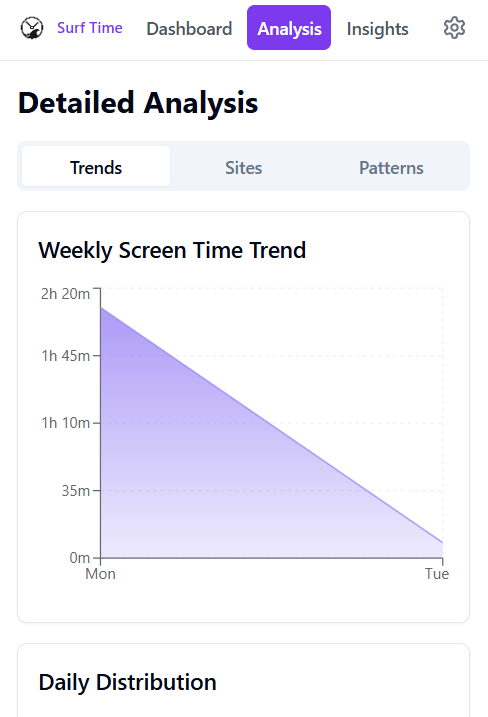 Surf Time Dashboard Analysis Insights
Detailed Analysis
Trends Sites Patterns
Weekly Screen Time Trend
2h 20m
1h 45m
1h 10m
35m
0m
Mon Tue
Daily Distribution